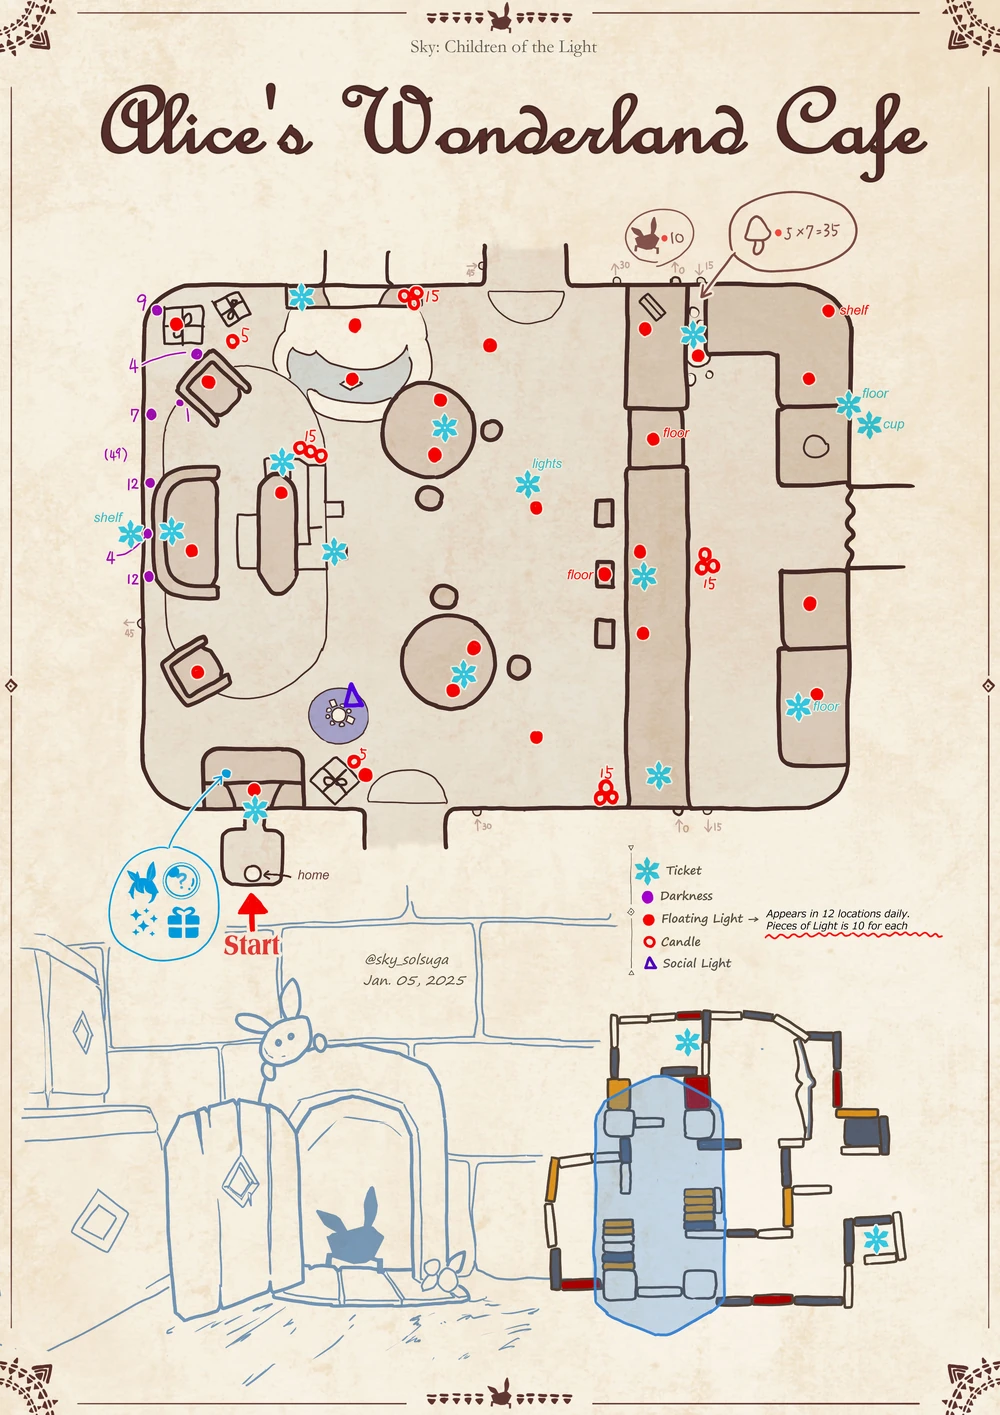 Sky: Children of the Light
Alice's Wonderland Cafe
•10
•5×7=35
45
↑30
↑0
↓15
9
15
shelf
5
4
floor
7
1
cup
floor
(49)
15
lights
12
shelf
4
floor
15
12
←
45
floor
5
15
↑30
↑0
↓15
?
home
Start
Ticket
Darkness
Floating Light → Appears in 12 locations daily.
Pieces of Light is 10 for each
Candle
Social Light
@sky_solsuga
Jan. 05, 2025